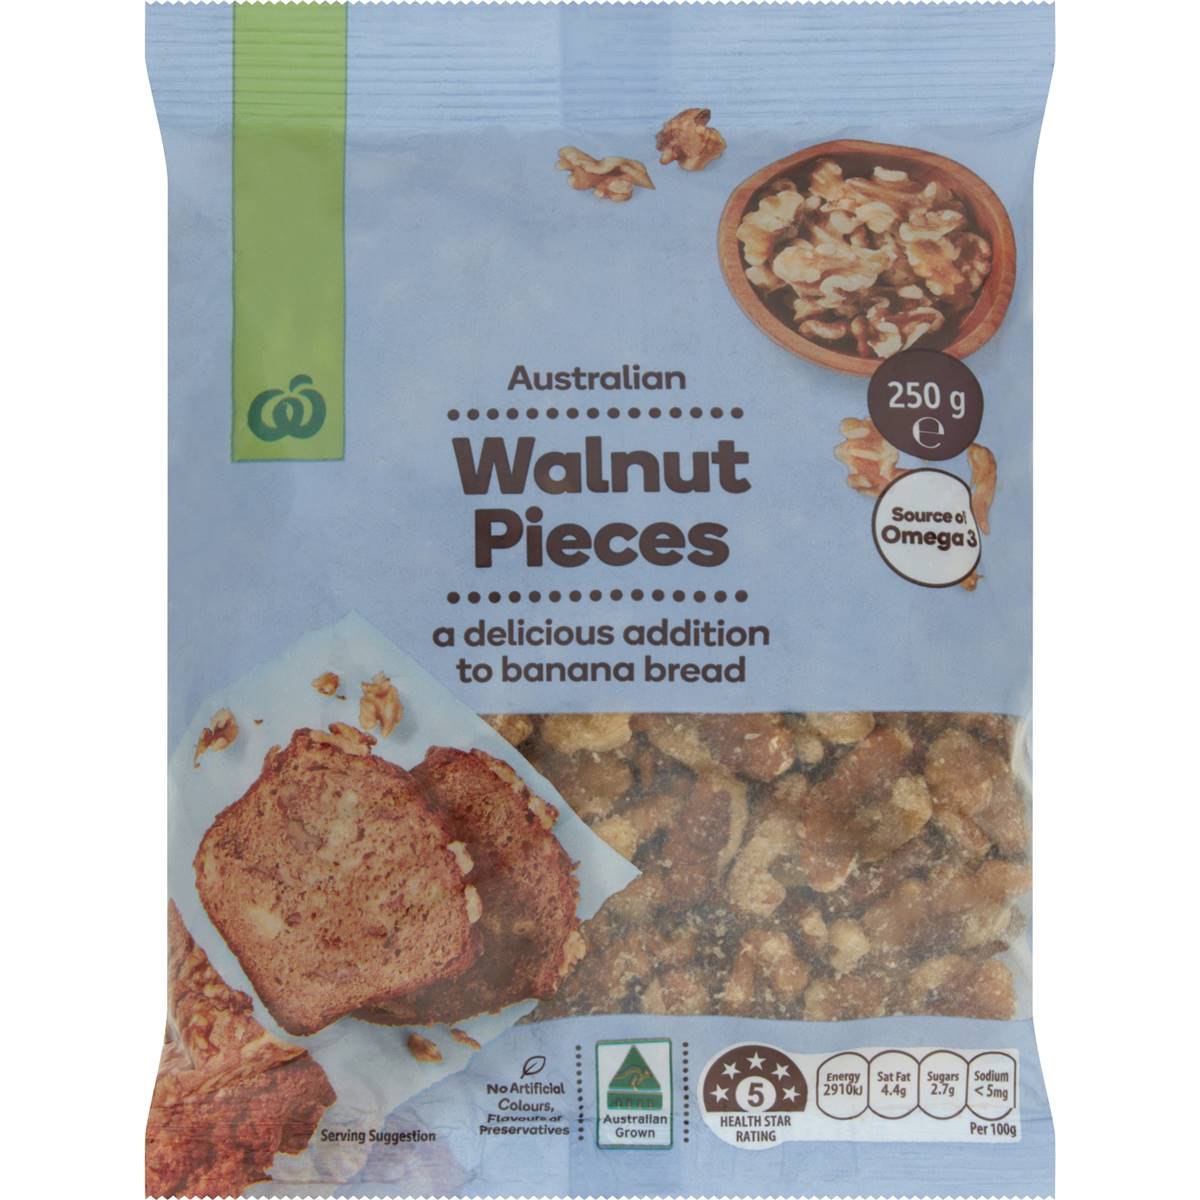 Australian
Walnut
Pieces
a delicious addition
to banana bread
250 g
e
Source of
Omega 3
No Artificial
Colours,
Flavours or
Preservatives
Australian
Grown
5
HEALTH STAR
RATING
Energy
2910kJ
Sat Fat
4.4g
Sugars
2.7g
Sodium
<5mg
Per 100g
Serving Suggestion